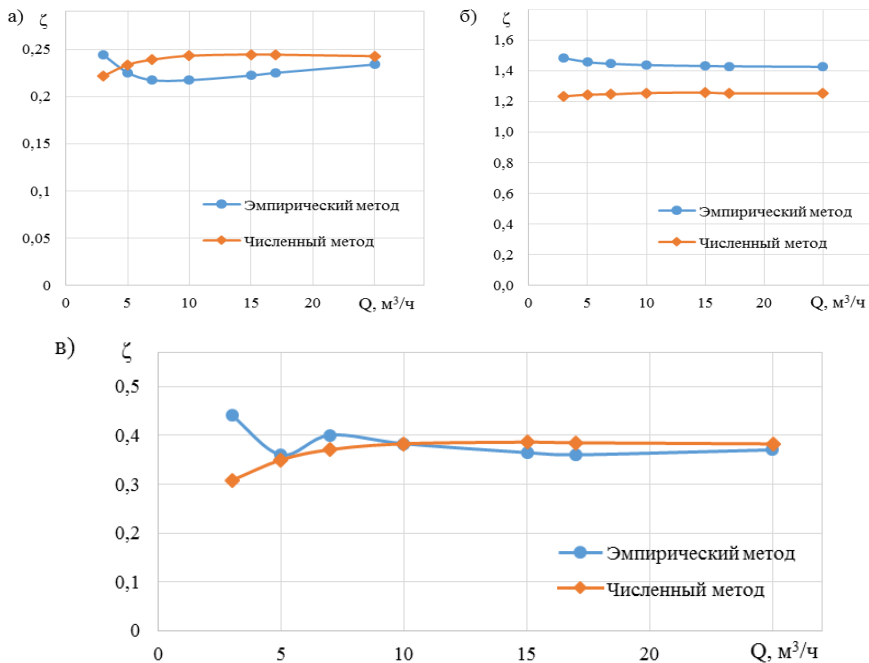 а)
ζ
0,25
0,2
0,15
0,1
0,05
0
0 5 10 15 20 Q, м³/ч
Эмпирический метод
Численный метод
б)
ζ
1,6
1,4
1,2
1,0
0,8
0,6
0,4
0,2
0,0
0 5 10 15 20 Q, м³/ч
Эмпирический метод
Численный метод
в)
ζ
0,5
0,4
0,3
0,2
0,1
0
0 5 10 15 20 Q, м³/ч
Эмпирический метод
Численный метод